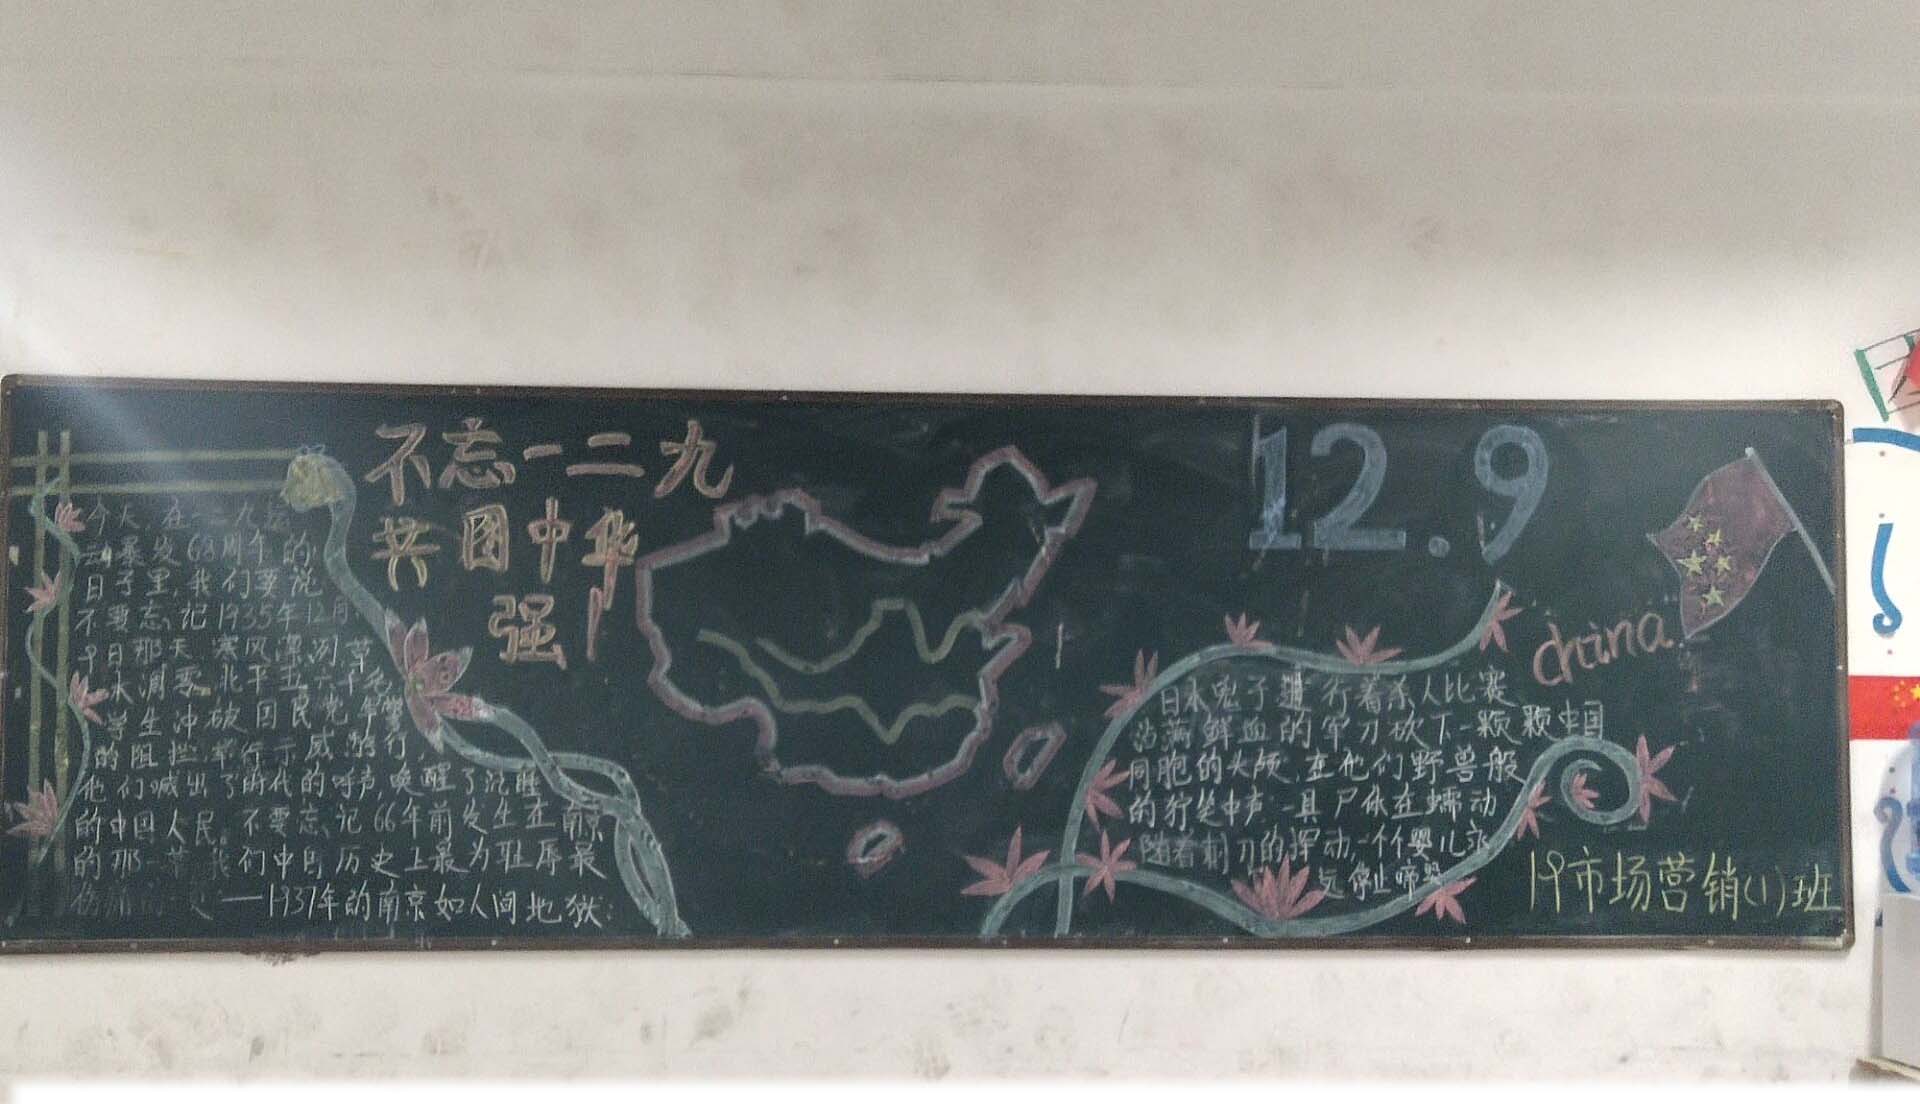 不忘一二九
共圆中华
强
12.9
china
今天,在一二九运
动暴发68周年的
日子里,我们要说
不要忘记1935年12月
9日那天寒风凛冽,草
木凋零,北平五六千名
学生冲破国民党军警
的阻拦举行示威游行,
他们喊出了时代的呼声,唤醒了沉睡
的中国人民。不要忘记66年前发生在南京
的那一幕,我们中国历史上最为耻辱最
一1937年的南京如人间地狱:
日本鬼子进行着杀人比赛
沾满鲜血的军刀砍下一颗颗中国
同胞的头颅,在他们野兽般
的狞笑中声一具尸体在蠕动
随着刺刀的挥动,一个个婴儿永
远停止啼哭
19市场营销(1)班